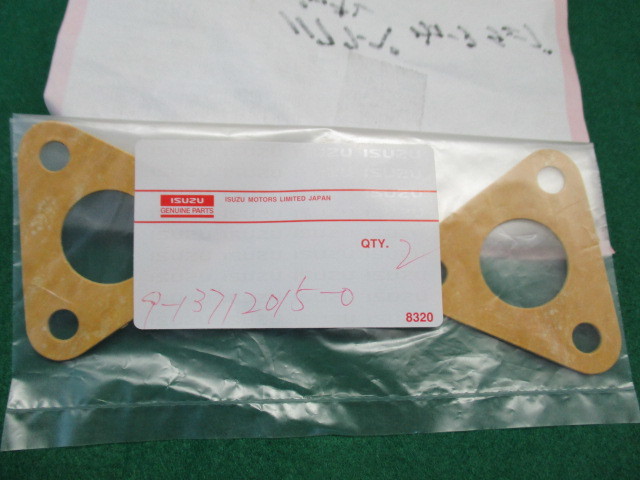 ISUZU
GENUINE PARTS
ISUZU MOTORS LIMITED JAPAN
QTY. 2
9-13712015-0
8320